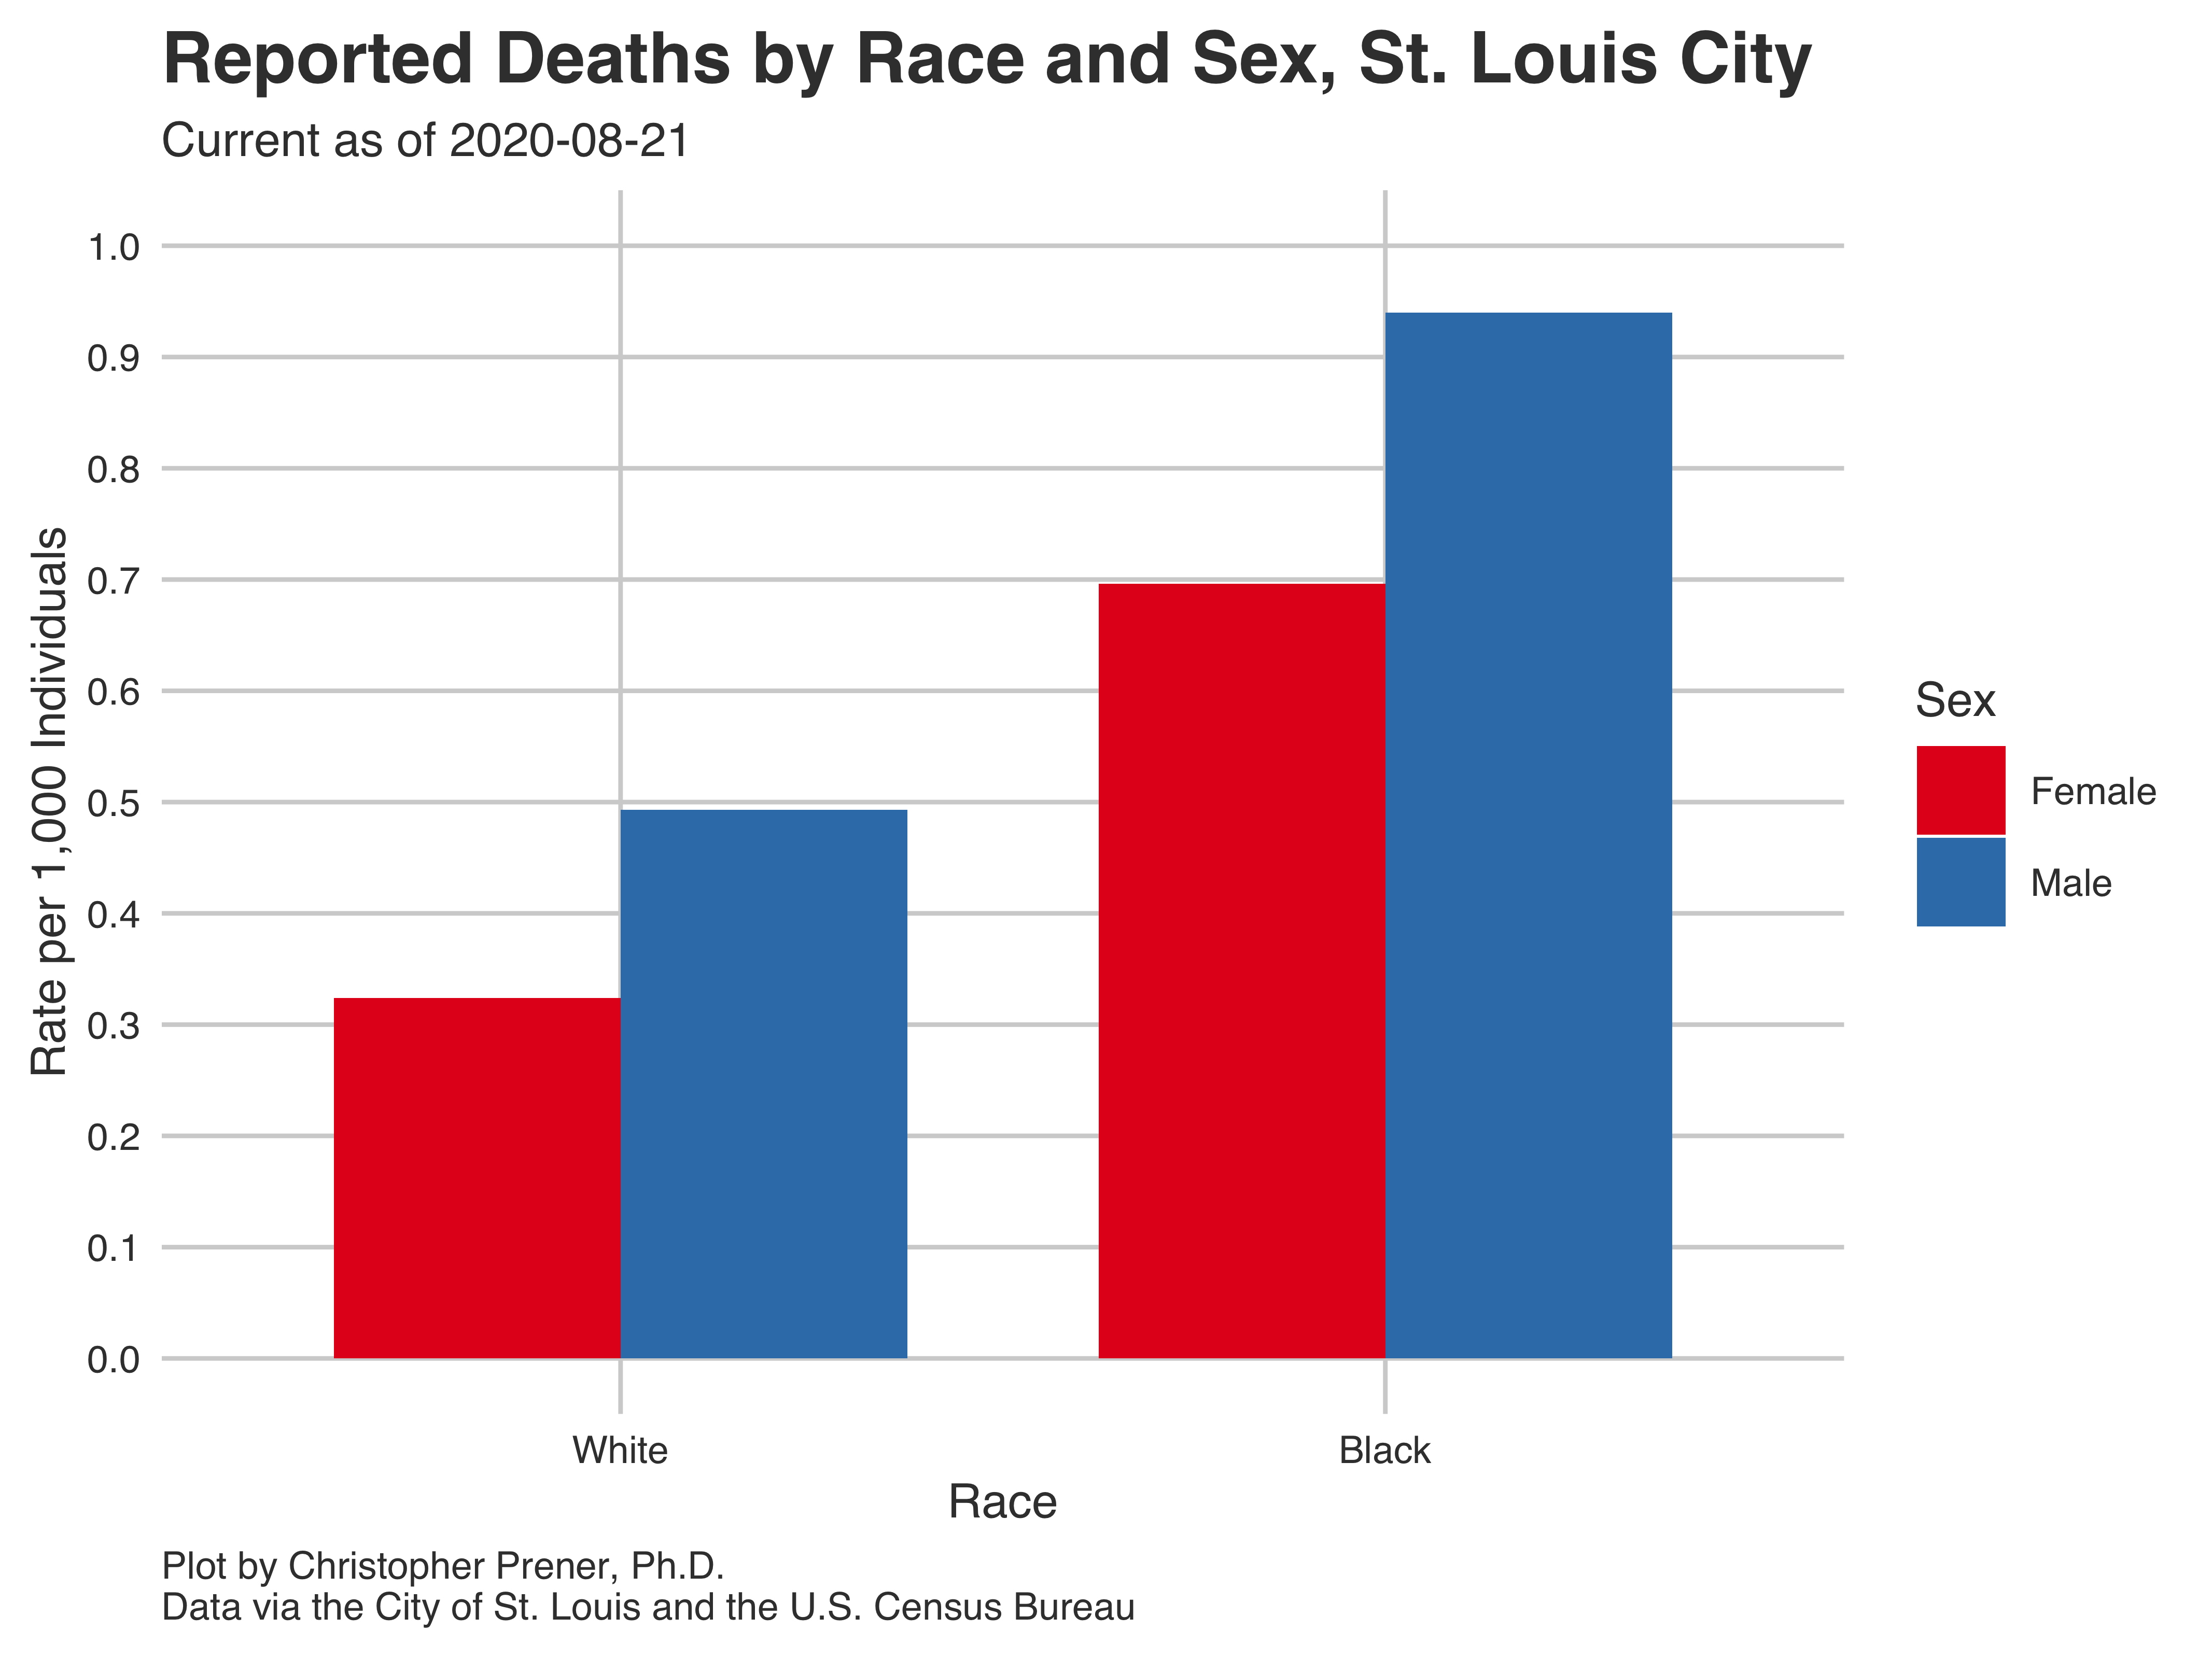 Reported Deaths by Race and Sex, St. Louis City
Current as of 2020-08-21
Rate per 1,000 Individuals
1.0
0.9
0.8
0.7
0.6
0.5
0.4
0.3
0.2
0.1
0.0
White
Black
Race
Sex
Female
Male
Plot by Christopher Prener, Ph.D.
Data via the City of St. Louis and the U.S. Census Bureau